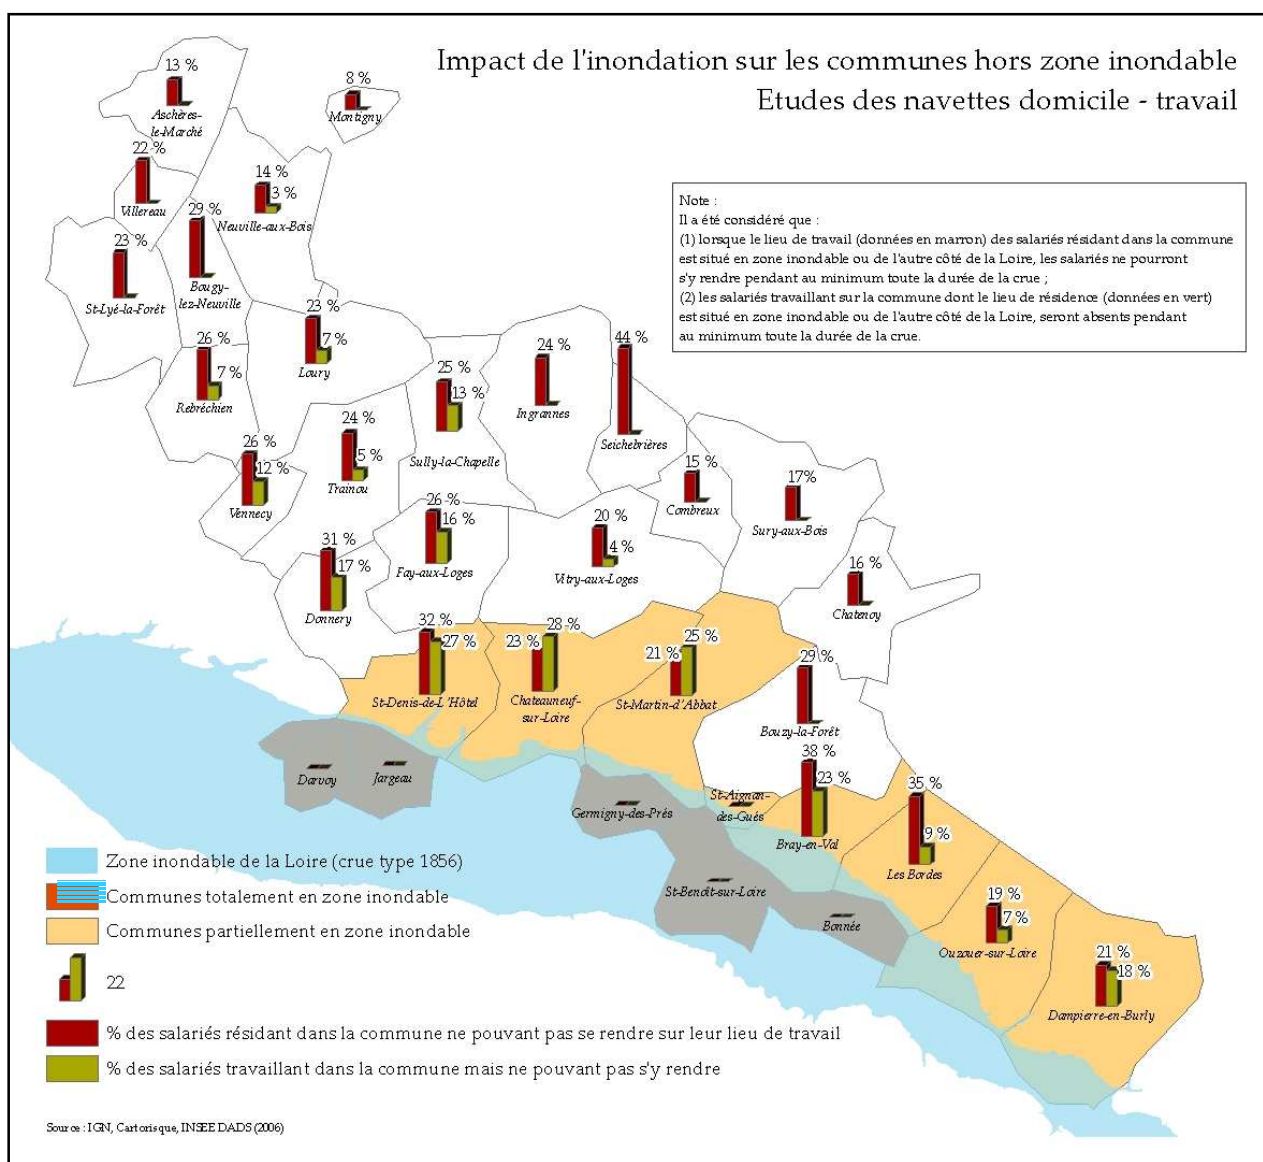 Impact de l'inondation sur les communes hors zone inondable
Etudes des navettes domicile - travail
13 %
Aschères-
le-Marché
8 %
Montigny
22 %
Villereau
14 %
3 %
Neuville-aux-Bois
29 %
Bougy-
lez-Neuville
23 %
St-Lyé-la-Forêt
Note :
Il a été considéré que :
(1) lorsque le lieu de travail (données en marron) des salariés résidant dans la commune
est situé en zone inondable ou de l'autre côté de la Loire, les salariés ne pourront
s'y rendre pendant au minimum toute la durée de la crue ;
(2) les salariés travaillant sur la commune dont le lieu de résidence (données en vert)
est situé en zone inondable ou de l'autre côté de la Loire, seront absents pendant
au minimum toute la durée de la crue.
23 %
7 %
Loury
26 %
7 %
Rebréchien
25 %
13 %
Sully-la-Chapelle
24 %
Ingrannes
44 %
Seichebrières
24 %
5 %
Trainou
26 %
12 %
Vennecy
15 %
Combreux
17%
Sury-aux-Bois
26 %
16 %
Fay-aux-Loges
20 %
4 %
Vitry-aux-Loges
31 %
17 %
Donnery
16 %
Chatenoy
32 %
27 %
St-Denis-de-L'Hôtel
23 %
28 %
Chateauneuf-
sur-Loire
21 %
25 %
St-Martin-d'Abbat
29 %
Bouzy-la-Forêt
Darvoy
Jargeau
Germigny-des-Prés
St-Aignan-
des-Gués
38 %
23 %
Bray-en-Val
35 %
9 %
Les Bordes
St-Benoît-sur-Loire
Bonnée
19 %
7 %
Ouzouer-sur-Loire
21 %
18 %
Dampierre-en-Burly
Zone inondable de la Loire (crue type 1856)
Communes totalement en zone inondable
Communes partiellement en zone inondable
22
% des salariés résidant dans la commune ne pouvant pas se rendre sur leur lieu de travail
% des salariés travaillant dans la commune mais ne pouvant pas s'y rendre
Source : IGN, Cartorisque, INSEE DADS (2006)